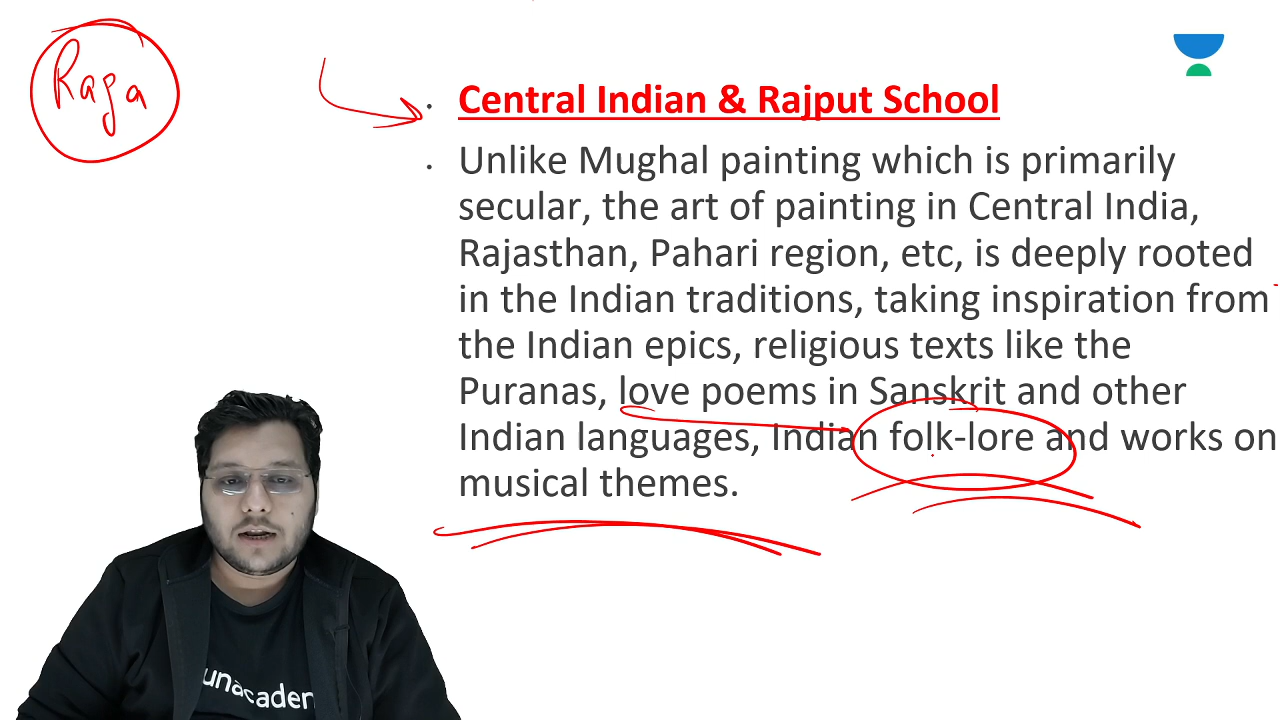 Raga
Central Indian & Rajput School
Unlike Mughal painting which is primarily
secular, the art of painting in Central India,
Rajasthan, Pahari region, etc, is deeply rooted
in the Indian traditions, taking inspiration from
the Indian epics, religious texts like the
Puranas, love poems in Sanskrit and other
Indian languages, Indian folk-lore and works on
musical themes.
unacadem